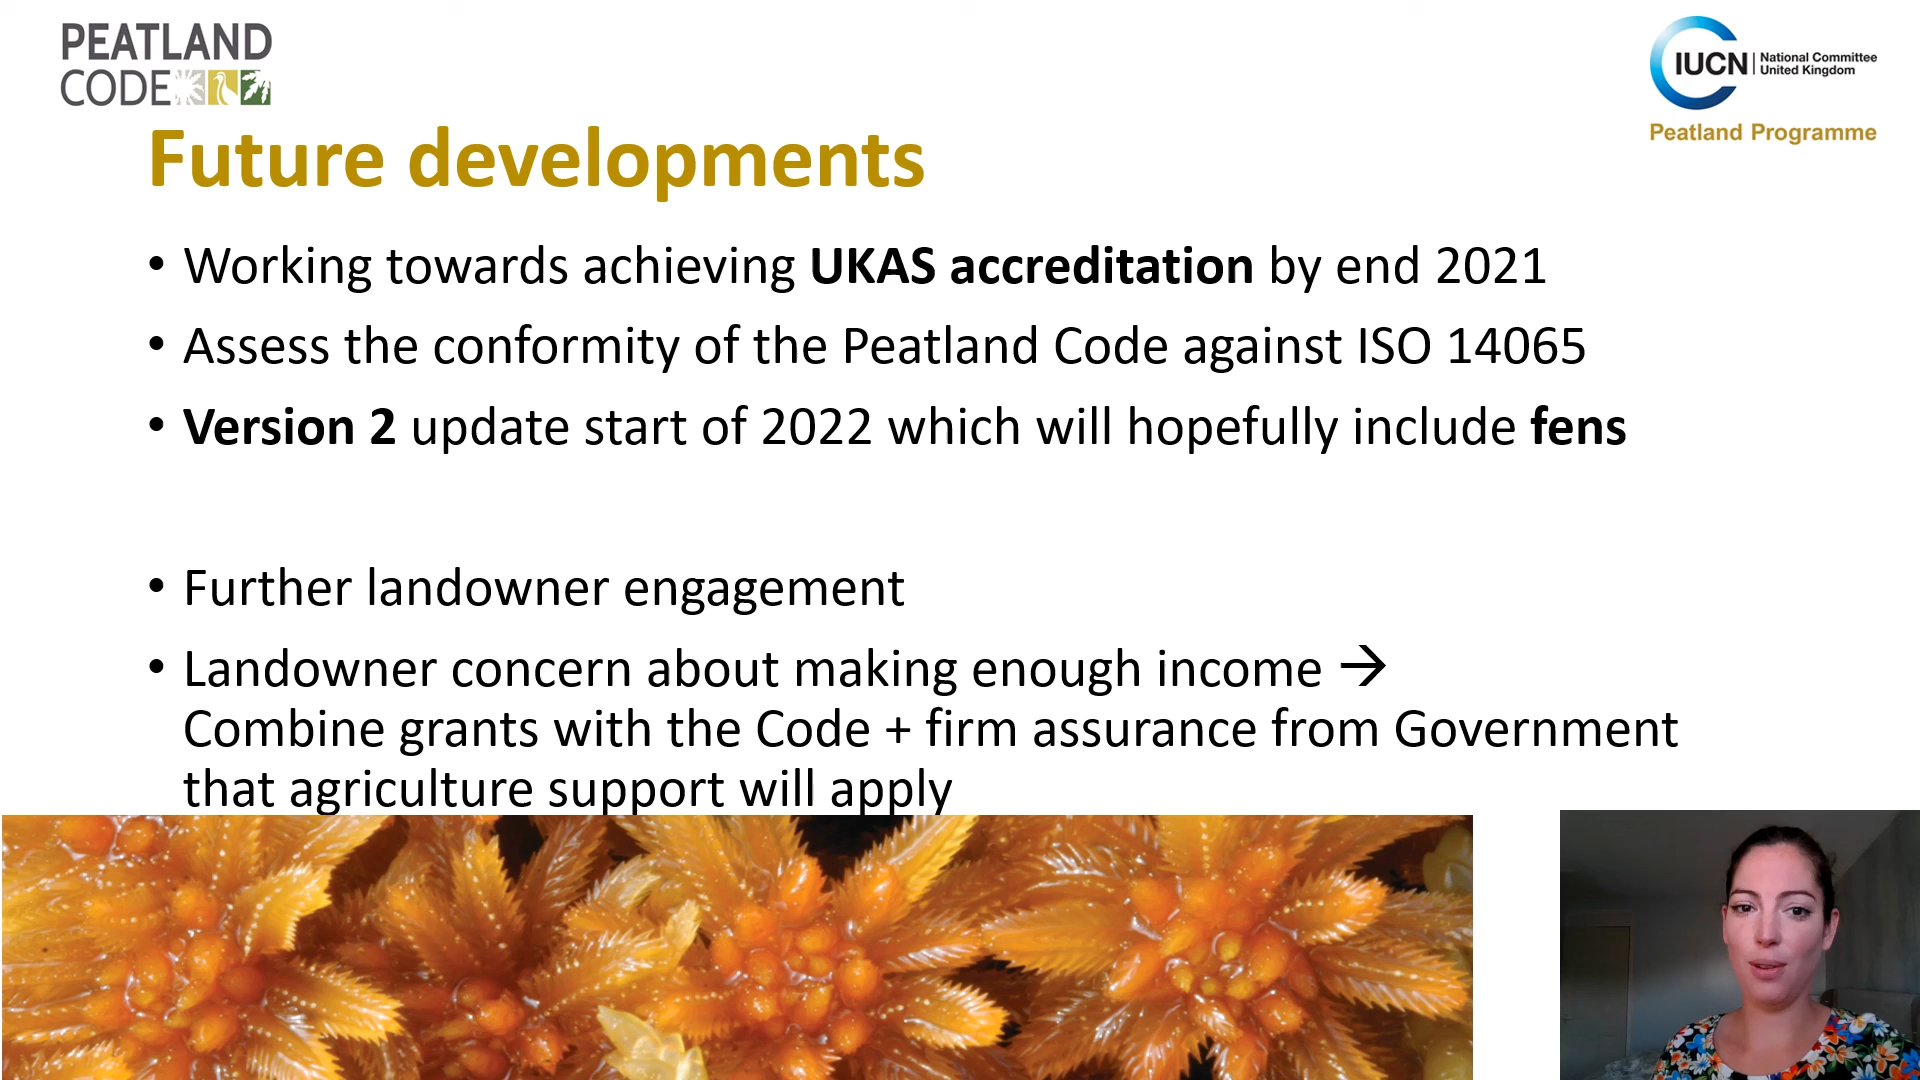 PEATLAND
CODE
IUCN
National Committee
United Kingdom
Peatland Programme
Future developments
• Working towards achieving UKAS accreditation by end 2021
• Assess the conformity of the Peatland Code against ISO 14065
• Version 2 update start of 2022 which will hopefully include fens
• Further landowner engagement
• Landowner concern about making enough income →
Combine grants with the Code + firm assurance from Government
that agriculture support will apply